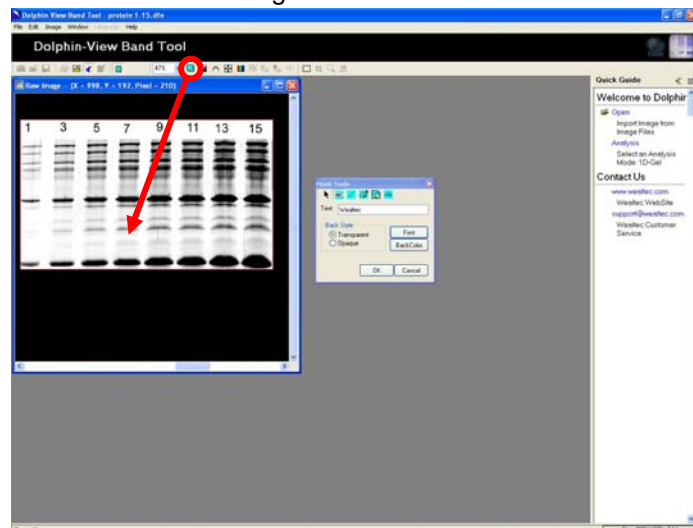 Dolphin View Band Tool - protein 1-15.dfn
File Edit Image Window Help
Dolphin-View Band Tool
47%
Raw Image - (X - 998, Y - 192, Pixel - 210)
1 3 5 7 9 11 13 15
Mask Tools
Text: Wealtec
Back Style
Transparent
Opaque
Font
BackColor
OK Cancel
Quick Guide
Welcome to Dolphin
Open
Import Image from
Image Files
Analysis
Select an Analysis
Mode: 1D-Gel
Contact Us
www.wealtec.com
Wealtec WebSite
support@wealtec.com
Wealtec Customer
Service